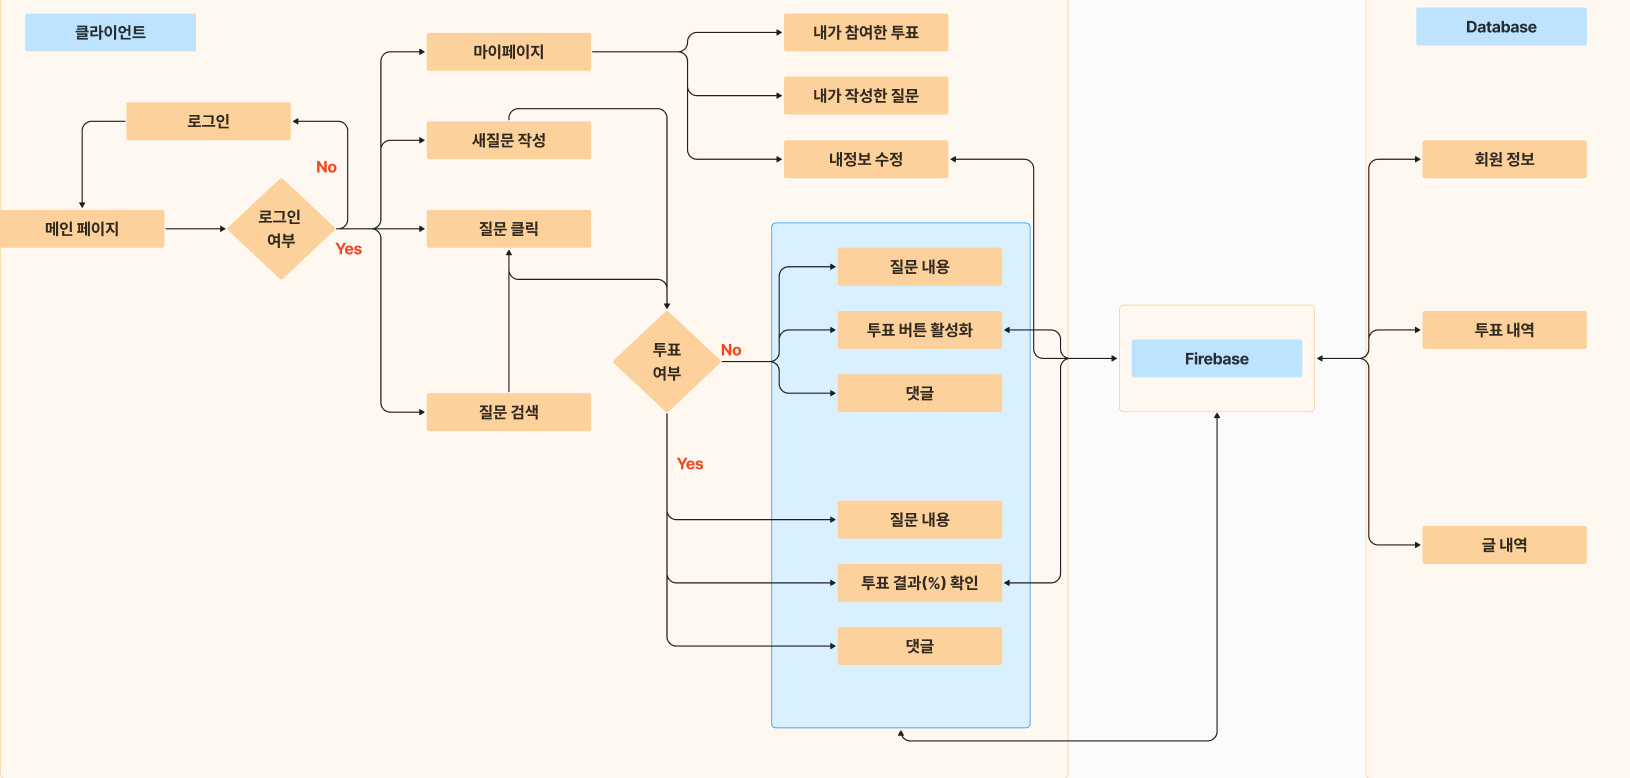 클라이언트
로그인
No
메인 페이지
로그인
여부
Yes
마이페이지
새질문 작성
질문 클릭
질문 검색
내가 참여한 투표
내가 작성한 질문
내정보 수정
투표
여부
No
Yes
질문 내용
투표 버튼 활성화
댓글
질문 내용
투표 결과(%) 확인
댓글
Firebase
Database
회원 정보
투표 내역
글 내역